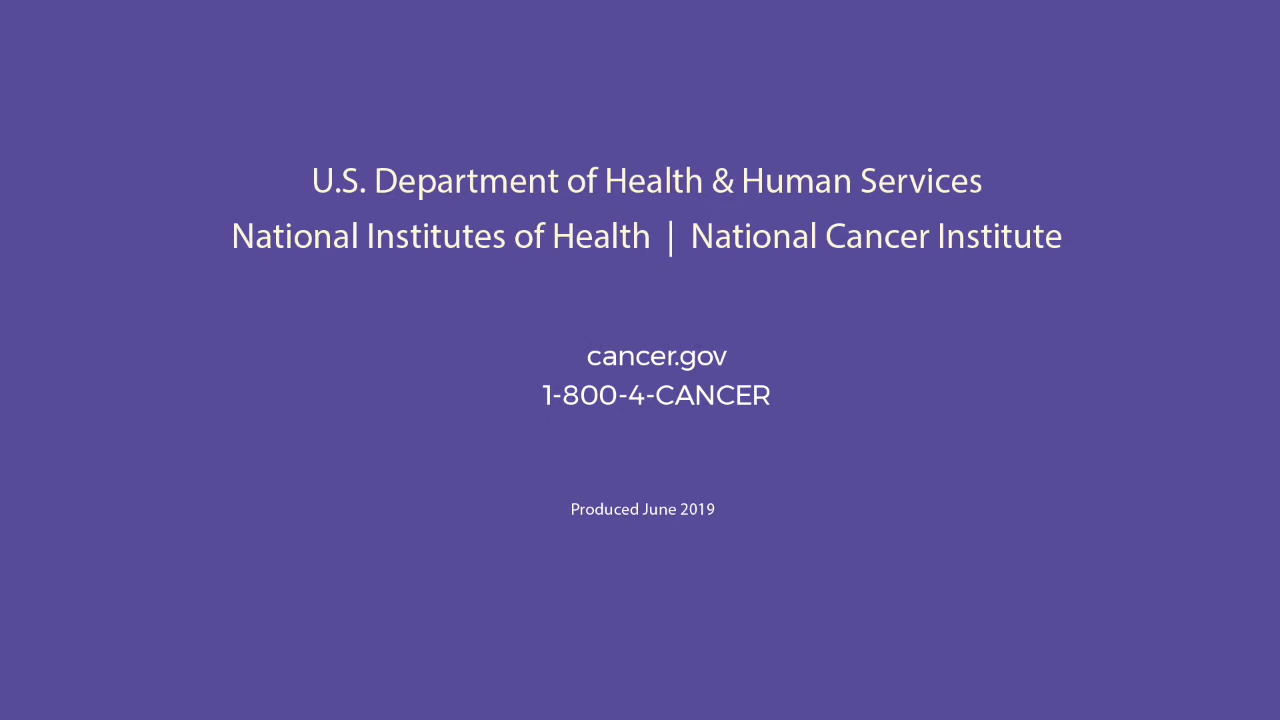 U.S. Department of Health & Human Services
National Institutes of Health | National Cancer Institute
cancer.gov
1-800-4-CANCER
Produced June 2019